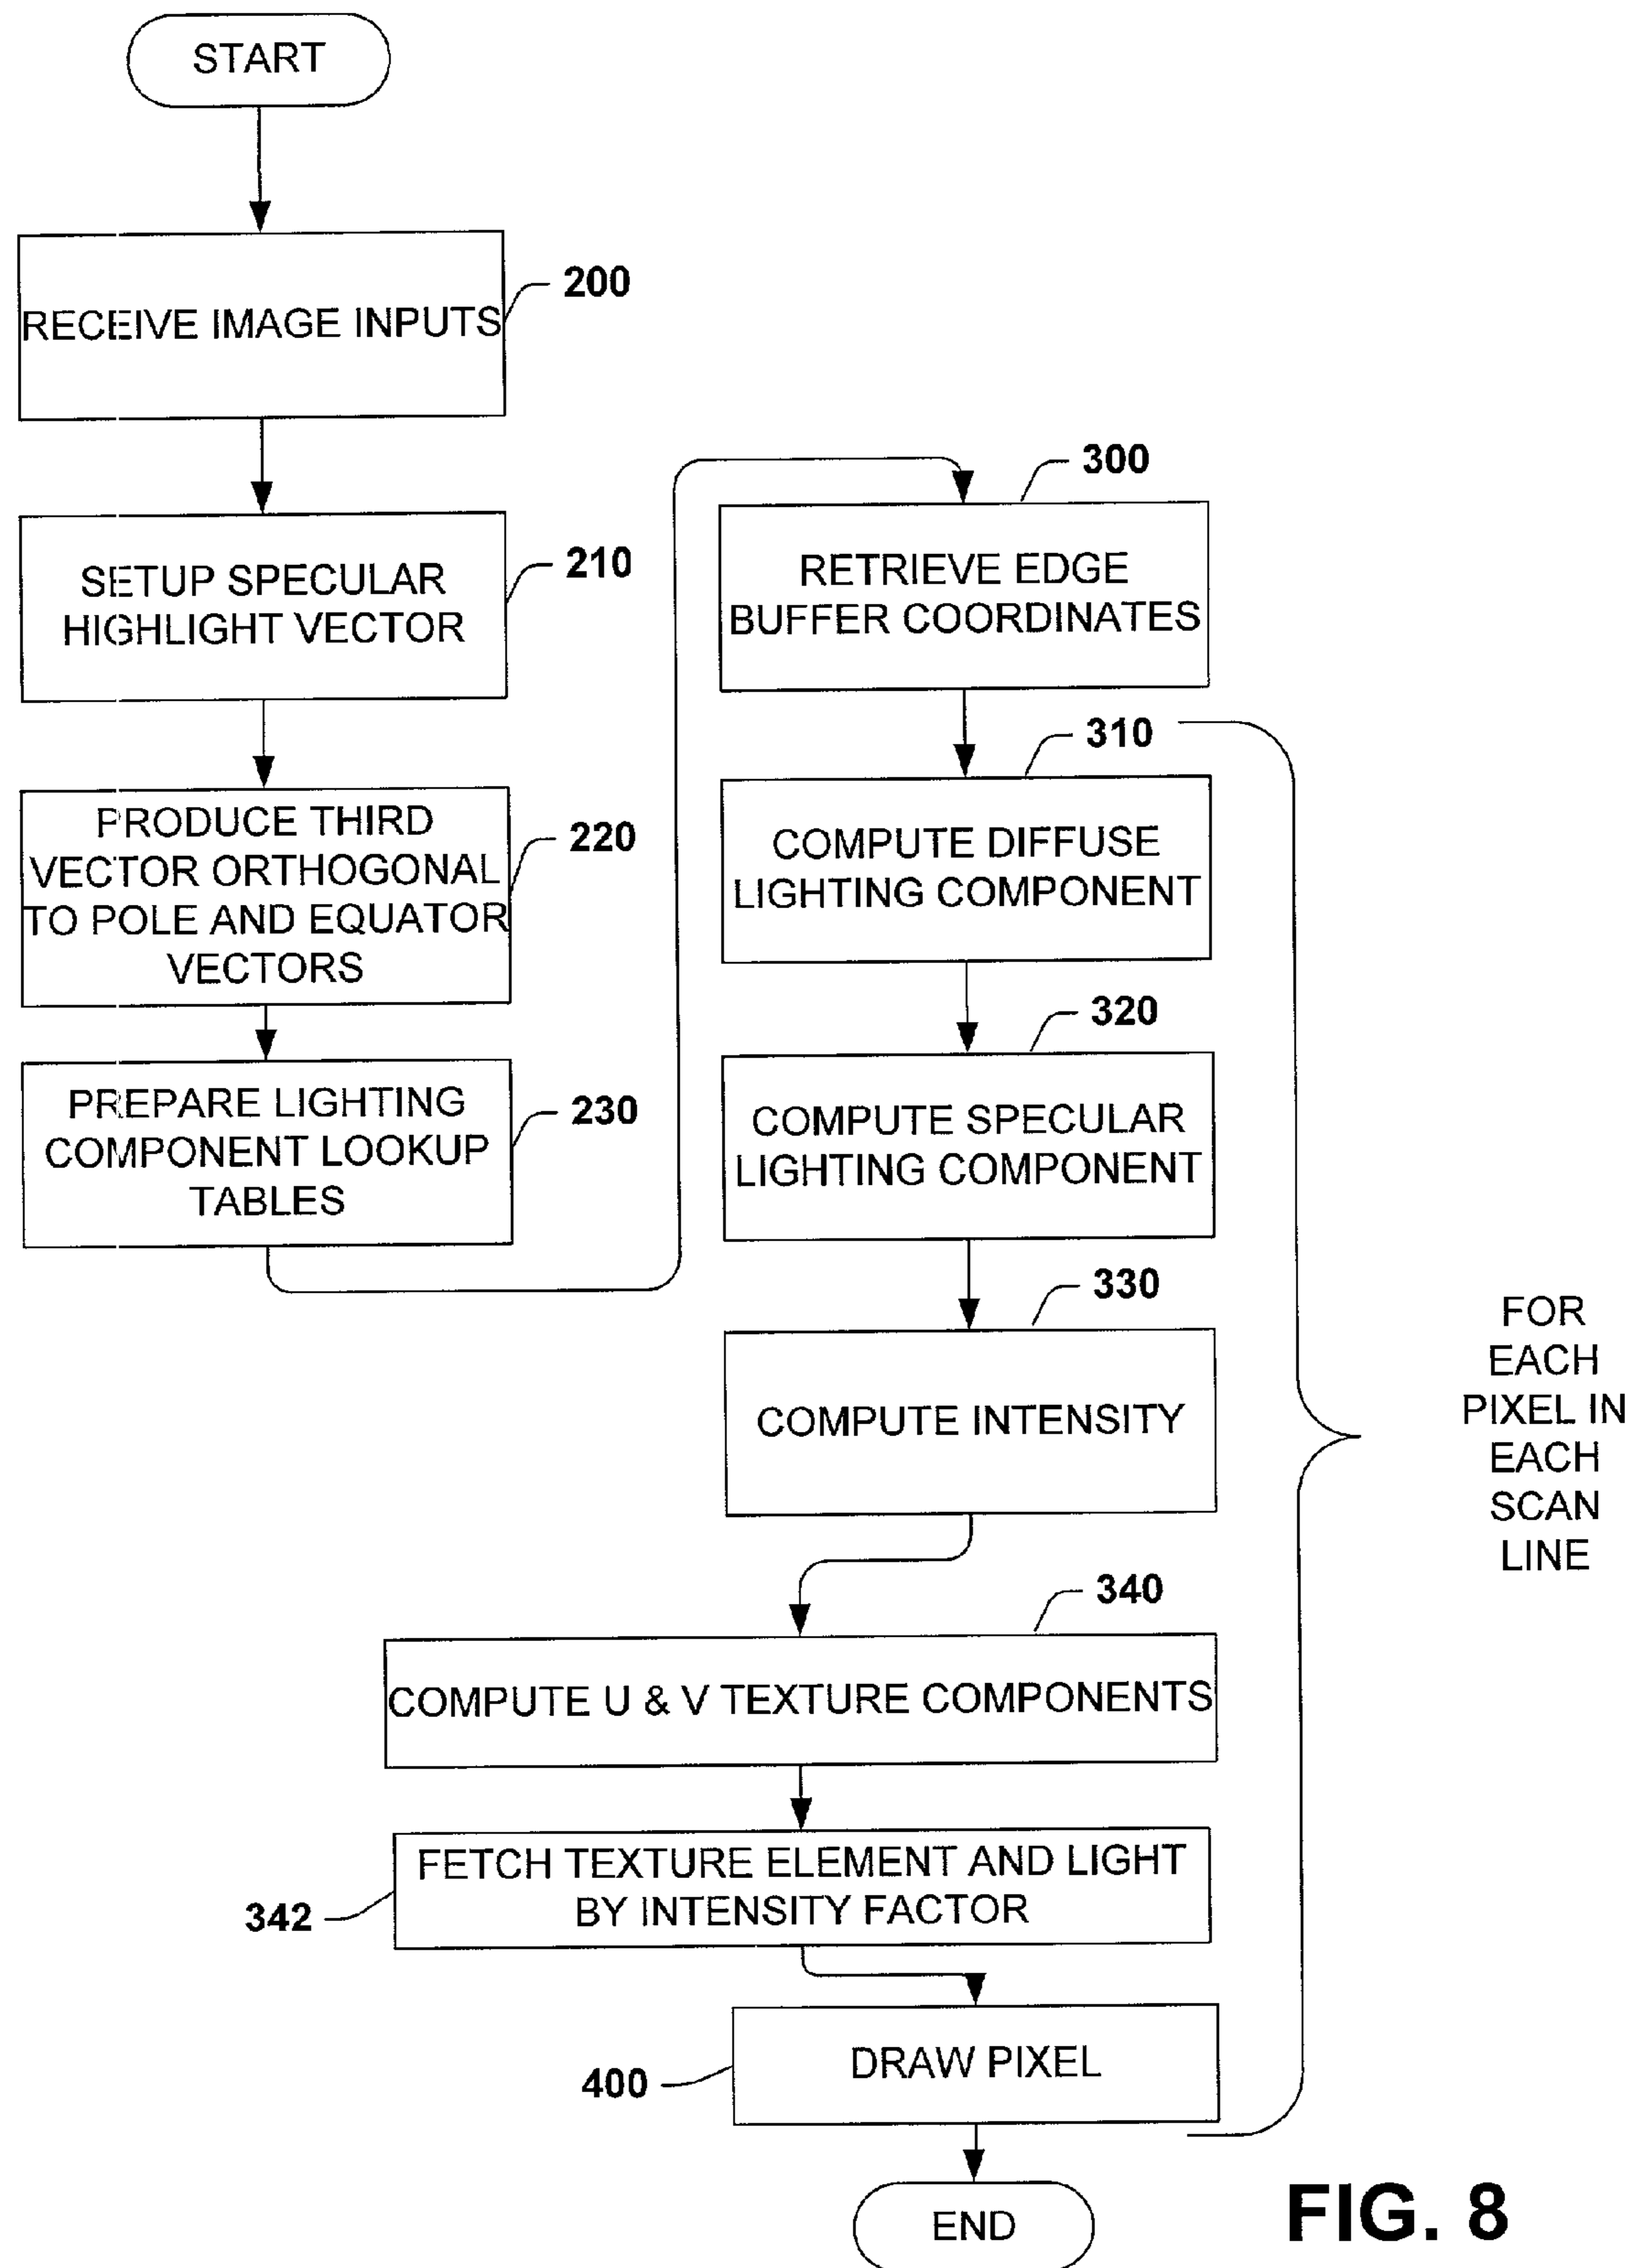 START
RECEIVE IMAGE INPUTS
200
SETUP SPECULAR
HIGHLIGHT VECTOR
210
PRODUCE THIRD
VECTOR ORTHOGONAL
TO POLE AND EQUATOR
VECTORS
220
PREPARE LIGHTING
COMPONENT LOOKUP
TABLES
230
300
RETRIEVE EDGE
BUFFER COORDINATES
310
COMPUTE DIFFUSE
LIGHTING COMPONENT
320
COMPUTE SPECULAR
LIGHTING COMPONENT
330
COMPUTE INTENSITY
340
COMPUTE U & V TEXTURE COMPONENTS
FETCH TEXTURE ELEMENT AND LIGHT
BY INTENSITY FACTOR
342
DRAW PIXEL
400
END
FOR
EACH
PIXEL IN
EACH
SCAN
LINE
FIG. 8